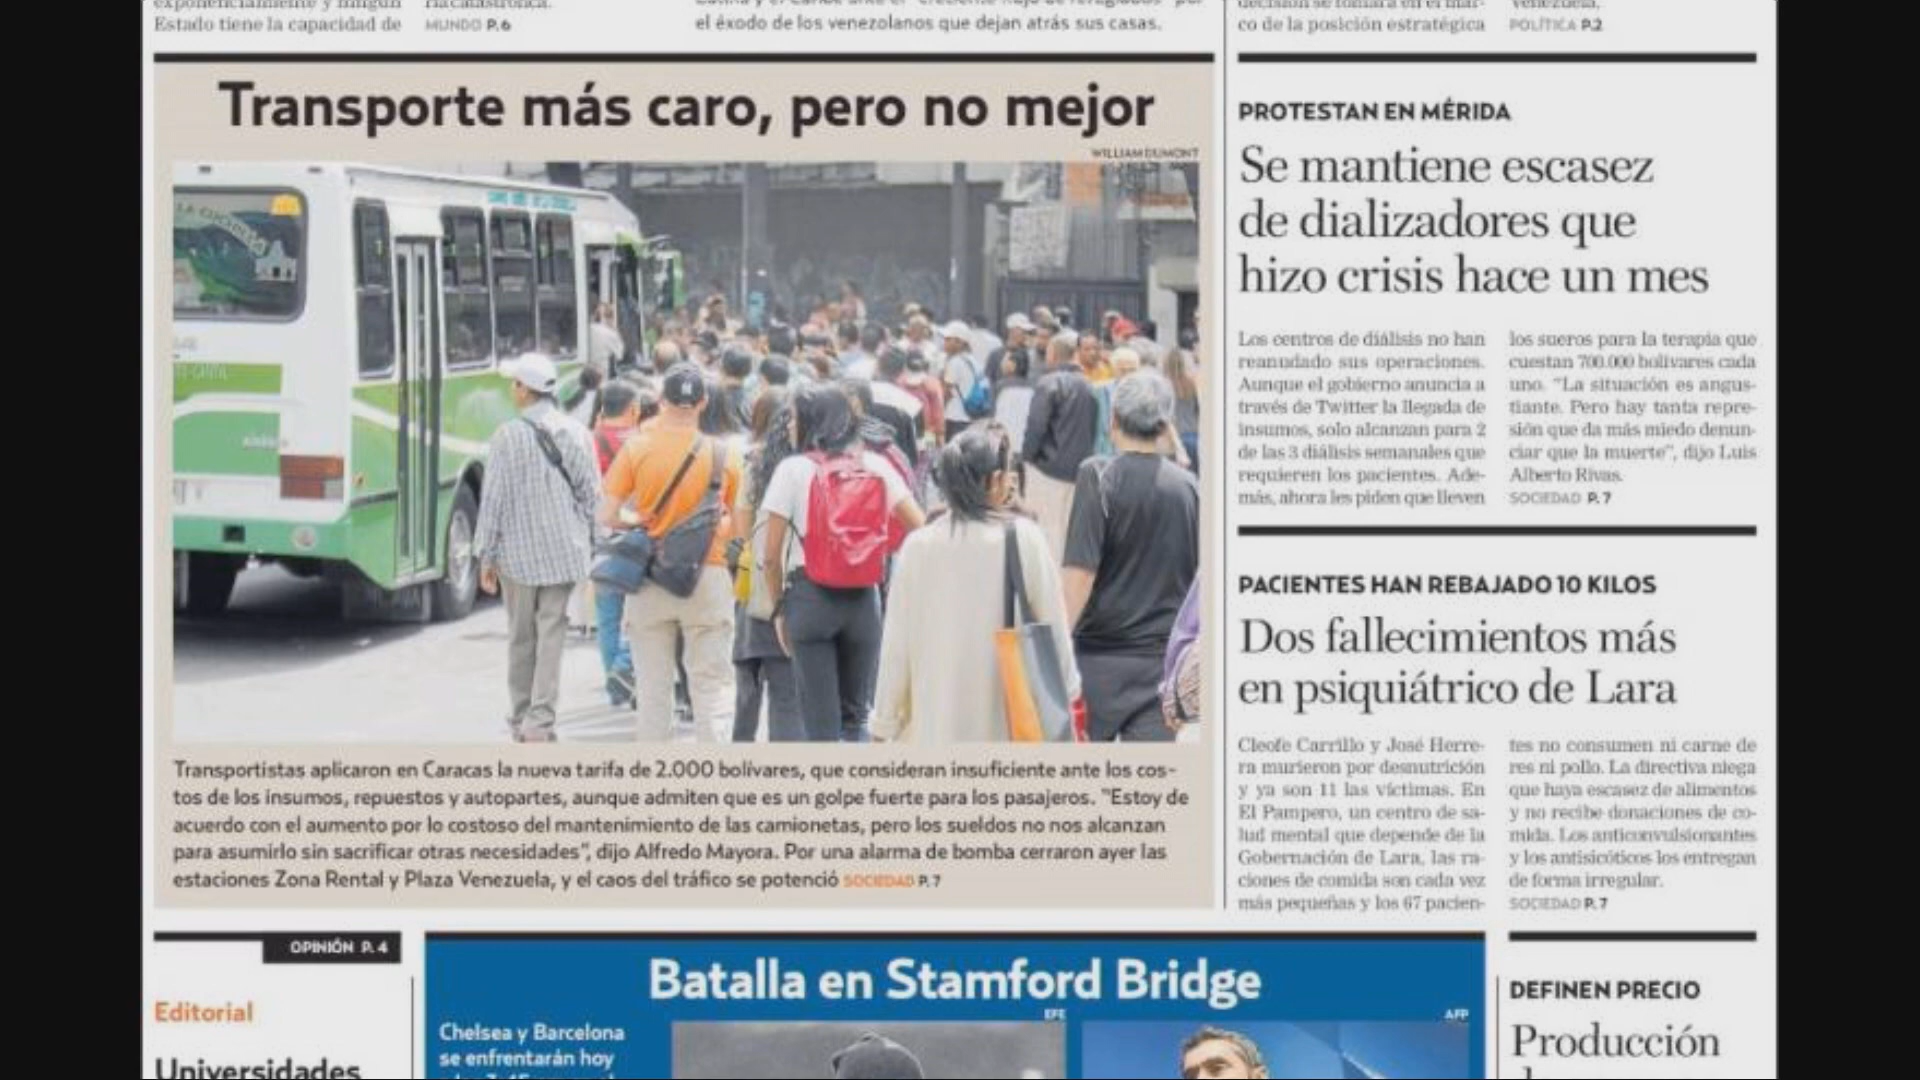 exponencialmente y ningún
Estado tiene la capacidad de
MUNDO P.6
el éxodo de los venezolanos que dejan atrás sus casas.
decisión se tomará en el mar-
co de la posición estratégica
Venezuela.
POLÍTICA P.2
Transporte más caro, pero no mejor
WILLIAM DUMONT
LA CUCHILLA
Transportistas aplicaron en Caracas la nueva tarifa de 2.000 bolívares, que consideran insuficiente ante los cos-
tos de los insumos, repuestos y autopartes, aunque admiten que es un golpe fuerte para los pasajeros. "Estoy de
acuerdo con el aumento por lo costoso del mantenimiento de las camionetas, pero los sueldos no nos alcanzan
para asumirlo sin sacrificar otras necesidades", dijo Alfredo Mayora. Por una alarma de bomba cerraron ayer las
estaciones Zona Rental y Plaza Venezuela, y el caos del tráfico se potenció SOCIEDAD P. 7
PROTESTAN EN MÉRIDA
Se mantiene escasez
de dializadores que
hizo crisis hace un mes
Los centros de diálisis no han
reanudado sus operaciones.
Aunque el gobierno anuncia a
través de Twitter la llegada de
insumos, solo alcanzan para 2
de las 3 diálisis semanales que
requieren los pacientes. Ade-
más, ahora les piden que lleven
los sueros para la terapia que
cuestan 700.000 bolívares cada
uno. "La situación es angus-
tiante. Pero hay tanta repre-
sión que da más miedo denun-
ciar que la muerte", dijo Luis
Alberto Rivas.
SOCIEDAD P. 7
PACIENTES HAN REBAJADO 10 KILOS
Dos fallecimientos más
en psiquiátrico de Lara
Cleofe Carrillo y José Herre-
ra murieron por desnutrición
y ya son 11 las víctimas. En
El Pampero, un centro de sa-
lud mental que depende de la
Gobernación de Lara, las ra-
ciones de comida son cada vez
más pequeñas y los 67 pacien-
tes no consumen ni carne de
res ni pollo. La directiva niega
que haya escasez de alimentos
y no recibe donaciones de co-
mida. Los anticonvulsionantes
y los antisicóticos los entregan
de forma irregular.
SOCIEDAD P. 7
OPINIÓN P. 4
Editorial
Universidades
Batalla en Stamford Bridge
EFE
AFP
Chelsea y Barcelona
se enfrentarán hoy
DEFINEN PRECIO
Producción